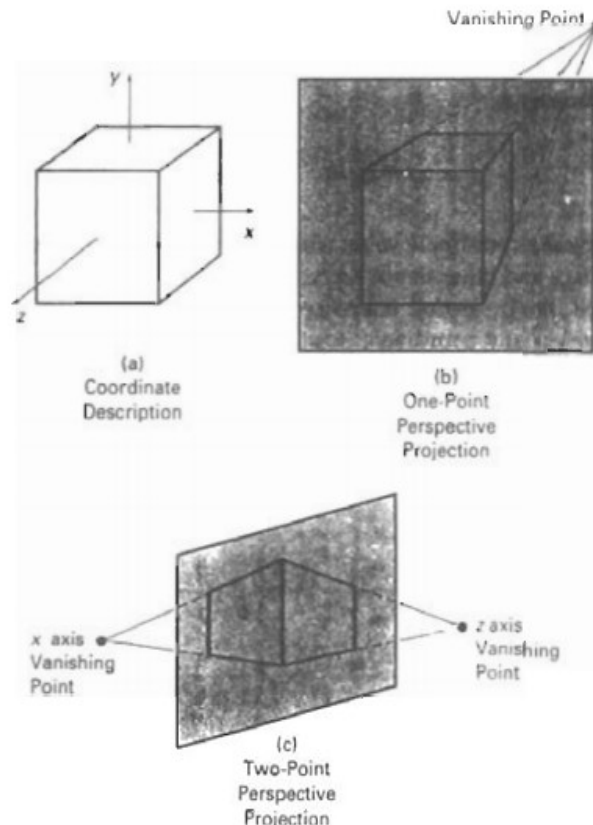 Vanishing Point
y
x
z
(a)
Coordinate
Description
(b)
One-Point
Perspective
Projection
x axis
Vanishing
Point
z axis
Vanishing
Point
(c)
Two-Point
Perspective
Projection